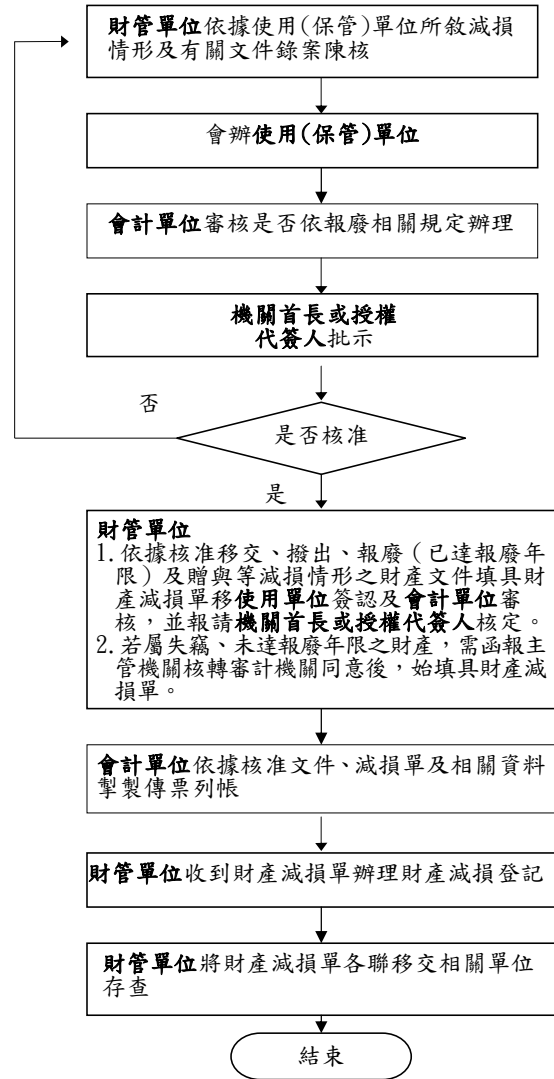 財管單位依據使用(保管)單位所敘減損
情形及有關文件錄案陳核
會辦使用(保管)單位
會計單位審核是否依報廢相關規定辦理
機關首長或授權
代簽人批示
否
是否核准
是
財管單位
1.依據核准移交、撥出、報廢（已達報廢年
限）及贈與等減損情形之財產文件填具財
產減損單移使用單位簽認及會計單位審
核，並報請機關首長或授權代簽人核定。
2.若屬失竊、未達報廢年限之財產，需函報主
管機關核轉審計機關同意後，始填具財產減
損單。
會計單位依據核准文件、減損單及相關資料
掣製傳票列帳
財管單位收到財產減損單辦理財產減損登記
財管單位將財產減損單各聯移交相關單位
存查
結束